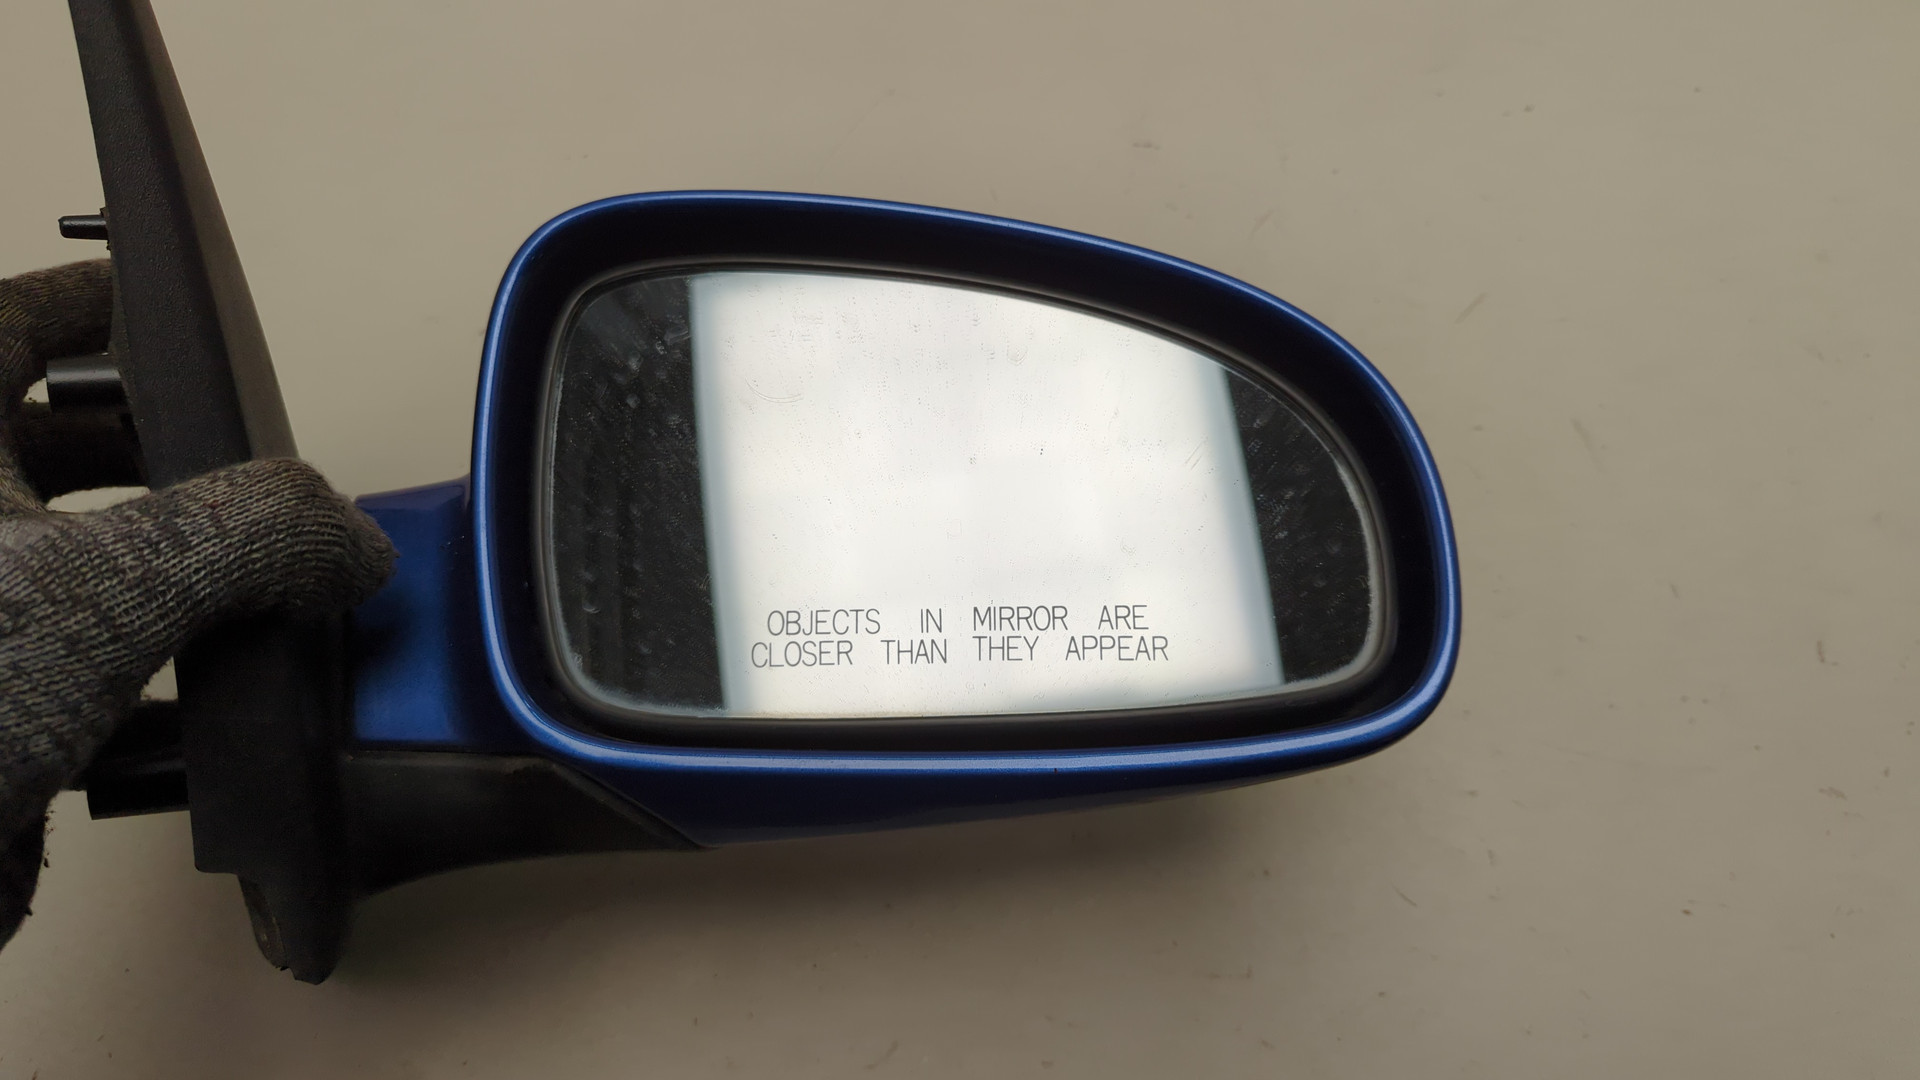 OBJECTS IN MIRROR ARE
CLOSER THAN THEY APPEAR